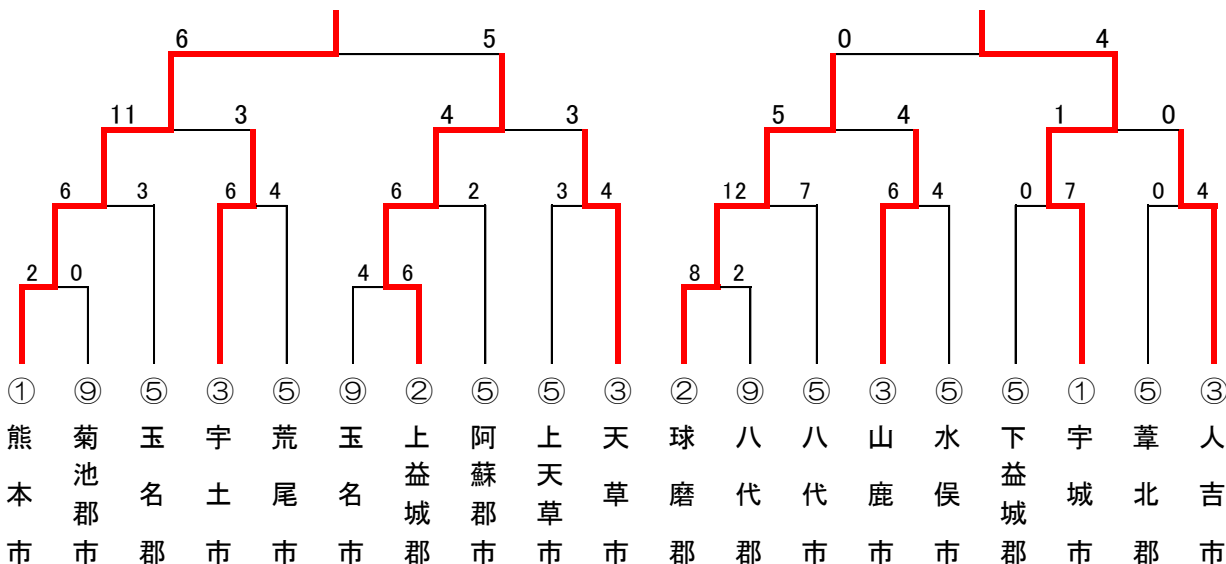 6 5 0 4
11 3 4 3 5 4 1 0
6 3 6 4 6 2 3 4 12 7 6 4 0 7 0 4
2 0 4 6 8 2
① ⑨ ⑤ ③ ⑤ ⑨ ② ⑤ ⑤ ③ ② ⑨ ⑤ ③ ⑤ ⑤ ① ⑤ ③
熊本市
菊池郡市
玉名郡
宇土市
荒尾市
玉名市
上益城郡
阿蘇郡市
上天草市
天草市
球磨郡
八代郡
八代市
山鹿市
水俣市
下益城郡
宇城市
葦北郡
人吉市